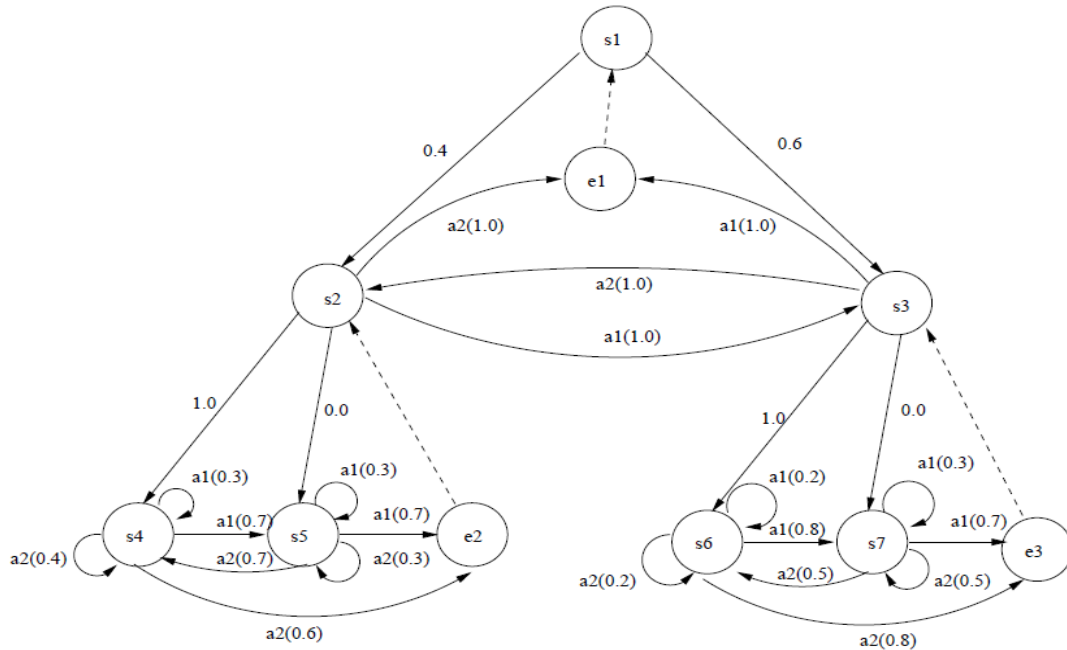 s1
0.4
0.6
e1
a2(1.0)
a1(1.0)
s2
a2(1.0)
s3
a1(1.0)
1.0
0.0
1.0
0.0
a1(0.3)
a1(0.3)
a1(0.2)
a1(0.3)
s4
a1(0.7)
s5
a1(0.7)
e2
s6
a1(0.8)
s7
a1(0.7)
e3
a2(0.4)
a2(0.7)
a2(0.3)
a2(0.2)
a2(0.5)
a2(0.5)
a2(0.6)
a2(0.8)